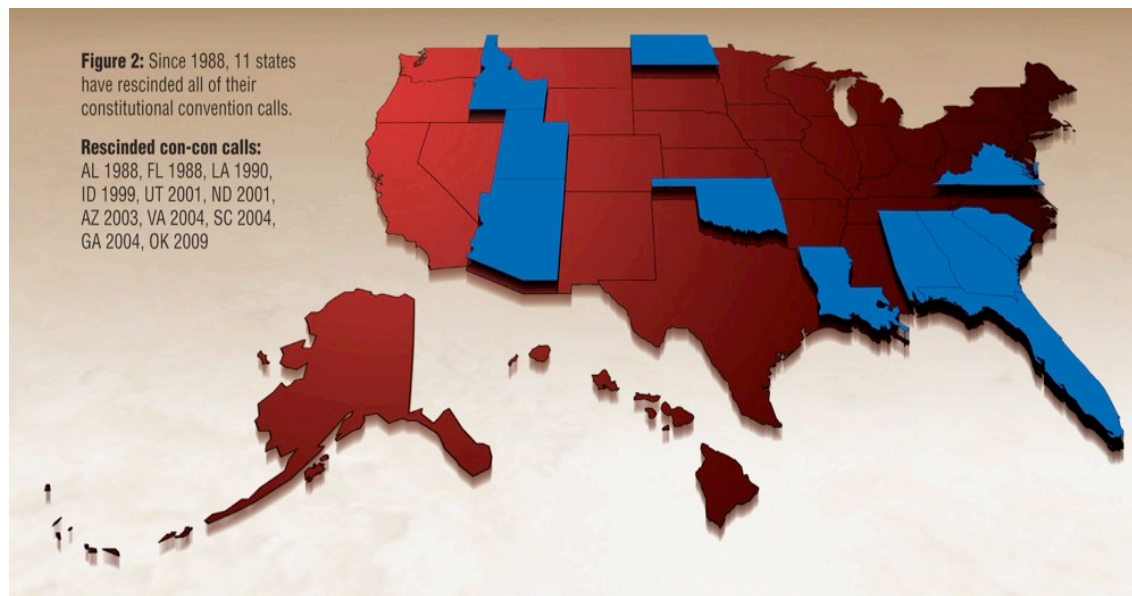 Figure 2: Since 1988, 11 states
have rescinded all of their
constitutional convention calls.
Rescinded con-con calls:
AL 1988, FL 1988, LA 1990,
ID 1999, UT 2001, ND 2001,
AZ 2003, VA 2004, SC 2004,
GA 2004, OK 2009